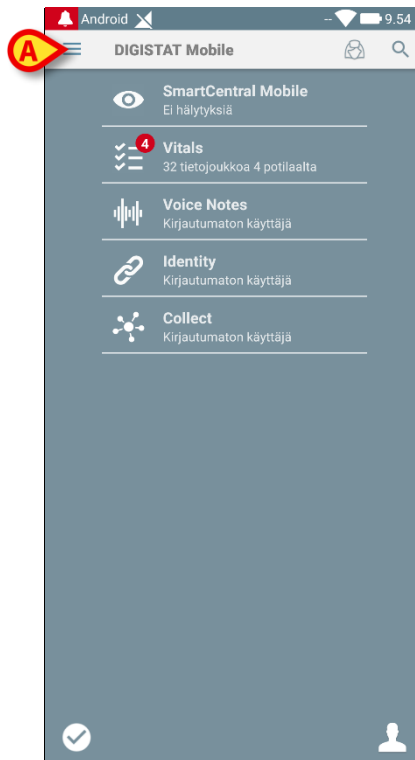 Android
-- 9.54
A
DIGISTAT Mobile
SmartCentral Mobile
Ei hälytyksiä
4
Vitals
32 tietojoukkoa 4 potilaalta
Voice Notes
Kirjautumaton käyttäjä
Identity
Kirjautumaton käyttäjä
Collect
Kirjautumaton käyttäjä